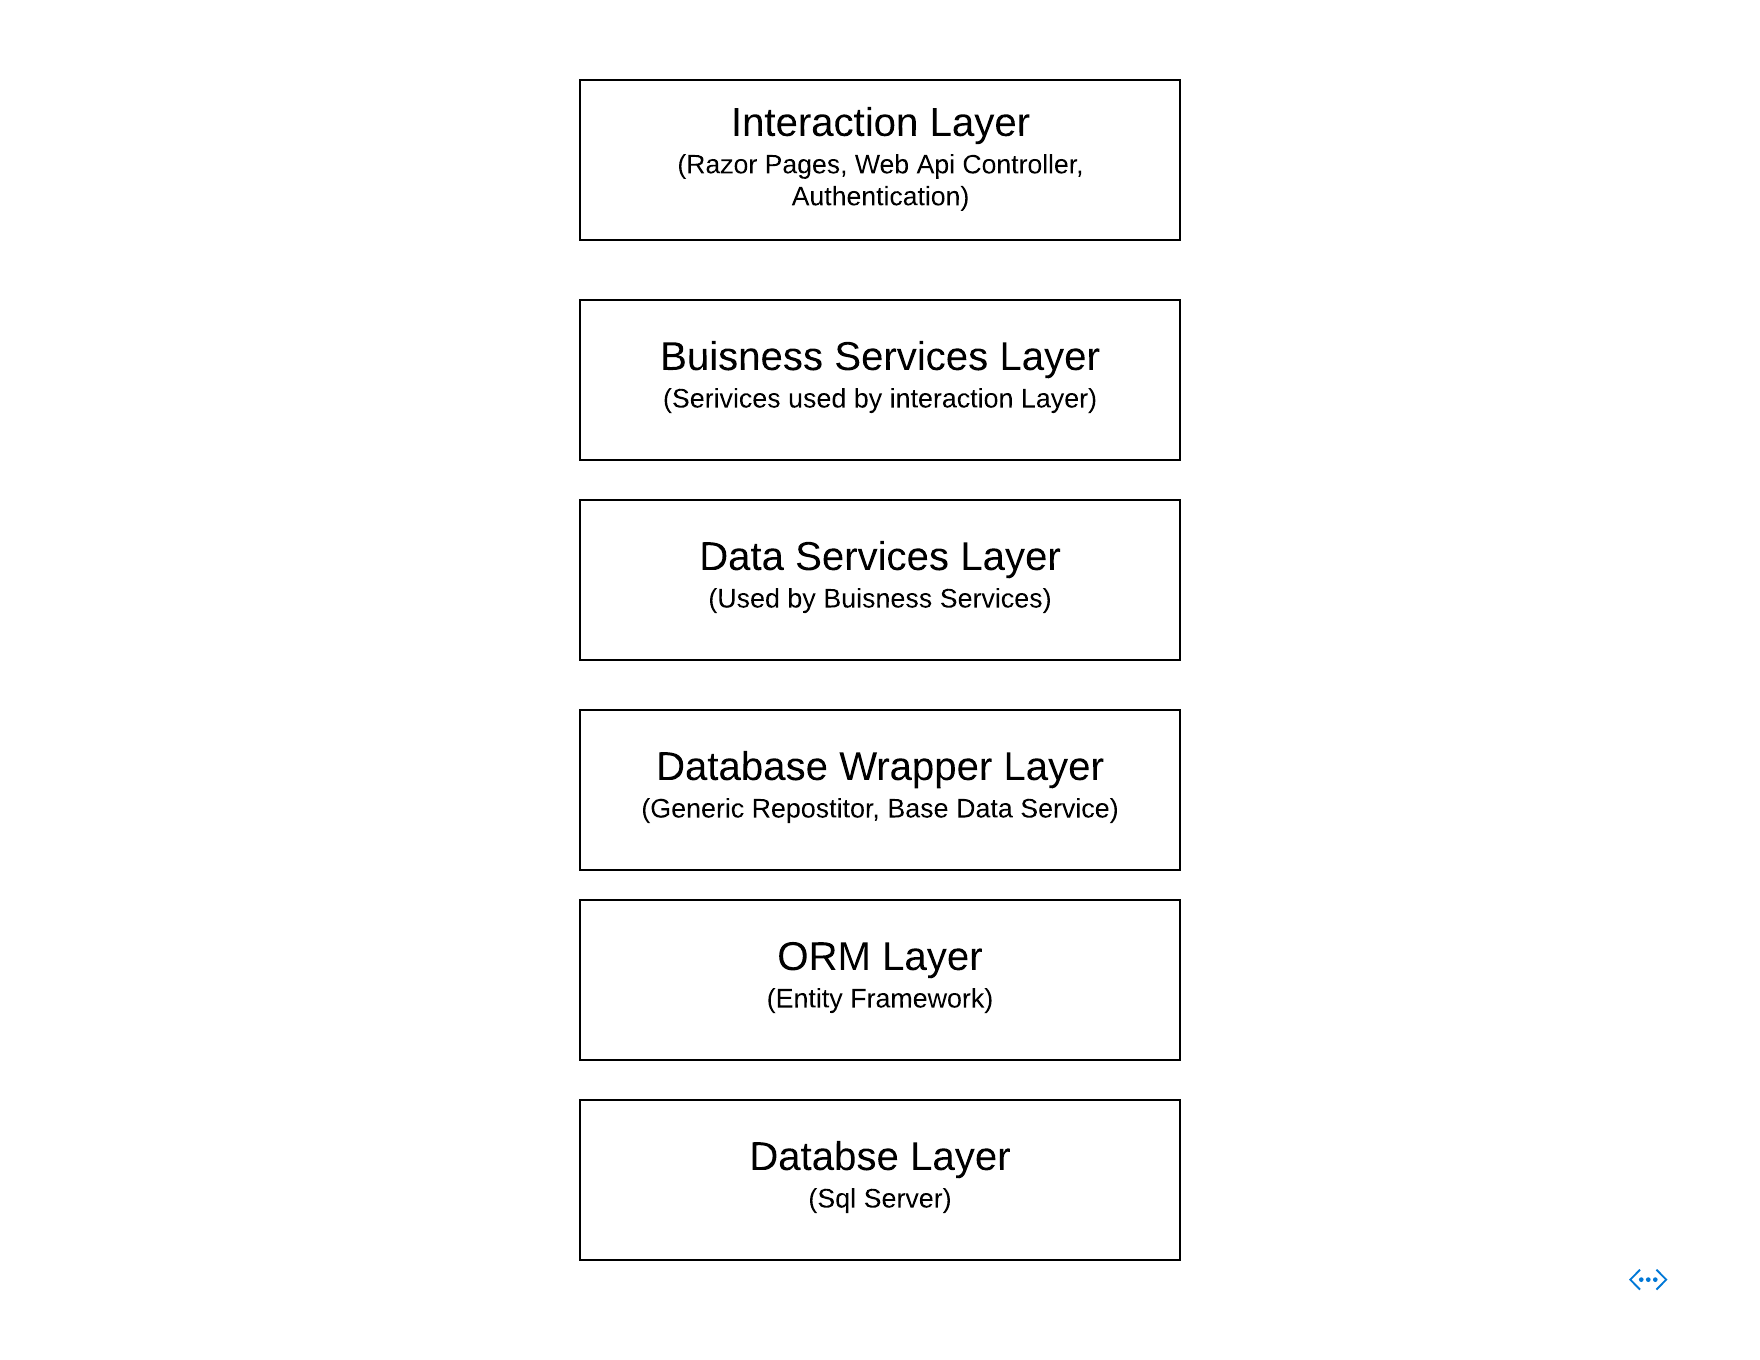 Interaction Layer
(Razor Pages, Web Api Controller,
Authentication)
Buisness Services Layer
(Serivices used by interaction Layer)
Data Services Layer
(Used by Buisness Services)
Database Wrapper Layer
(Generic Repostitor, Base Data Service)
ORM Layer
(Entity Framework)
Databse Layer
(Sql Server)